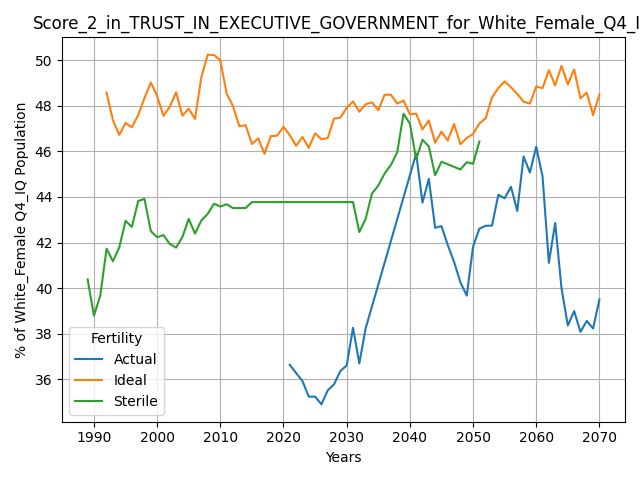 Score_2_in_TRUST_IN_EXECUTIVE_GOVERNMENT_for_White_Female_Q4_I
% of White_Female Q4_IQ Population
50
48
46
44
42
40
38
36
Fertility
Actual
Ideal
Sterile
1990 2000 2010 2020 2030 2040 2050 2060 2070
Years